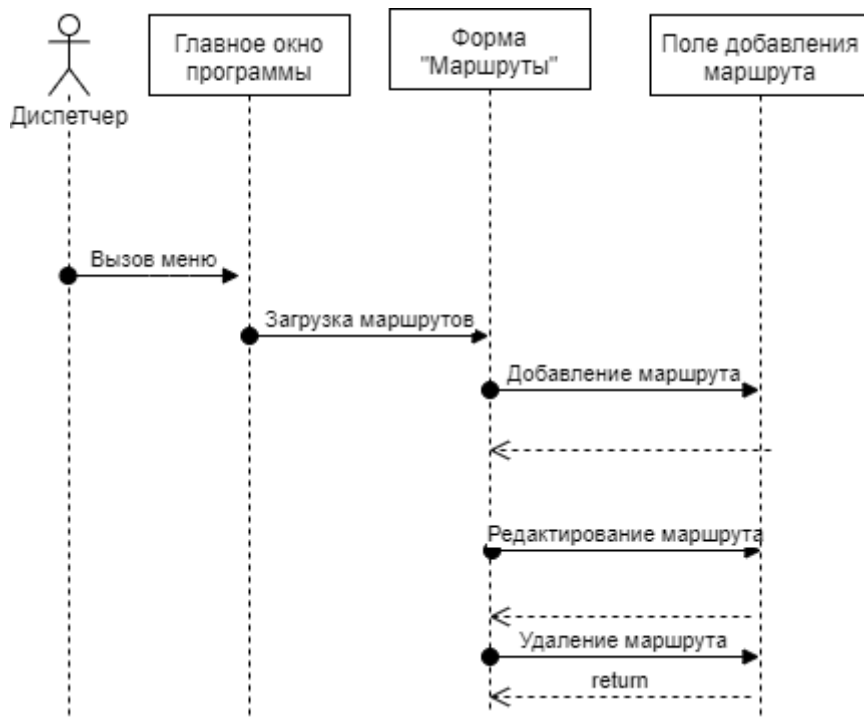 Диспетчер
Главное окно
программы
Форма
"Маршруты"
Поле добавления
маршрута
Вызов меню
Загрузка маршрутов
Добавление маршрута
Редактирование маршрута
Удаление маршрута
return